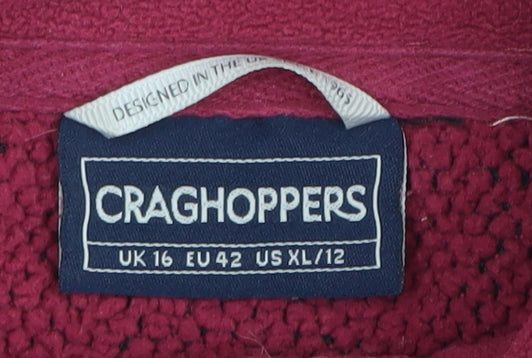 DESIGNED IN THE
CRAGHOPPERS
UK 16 EU 42 US XL/12